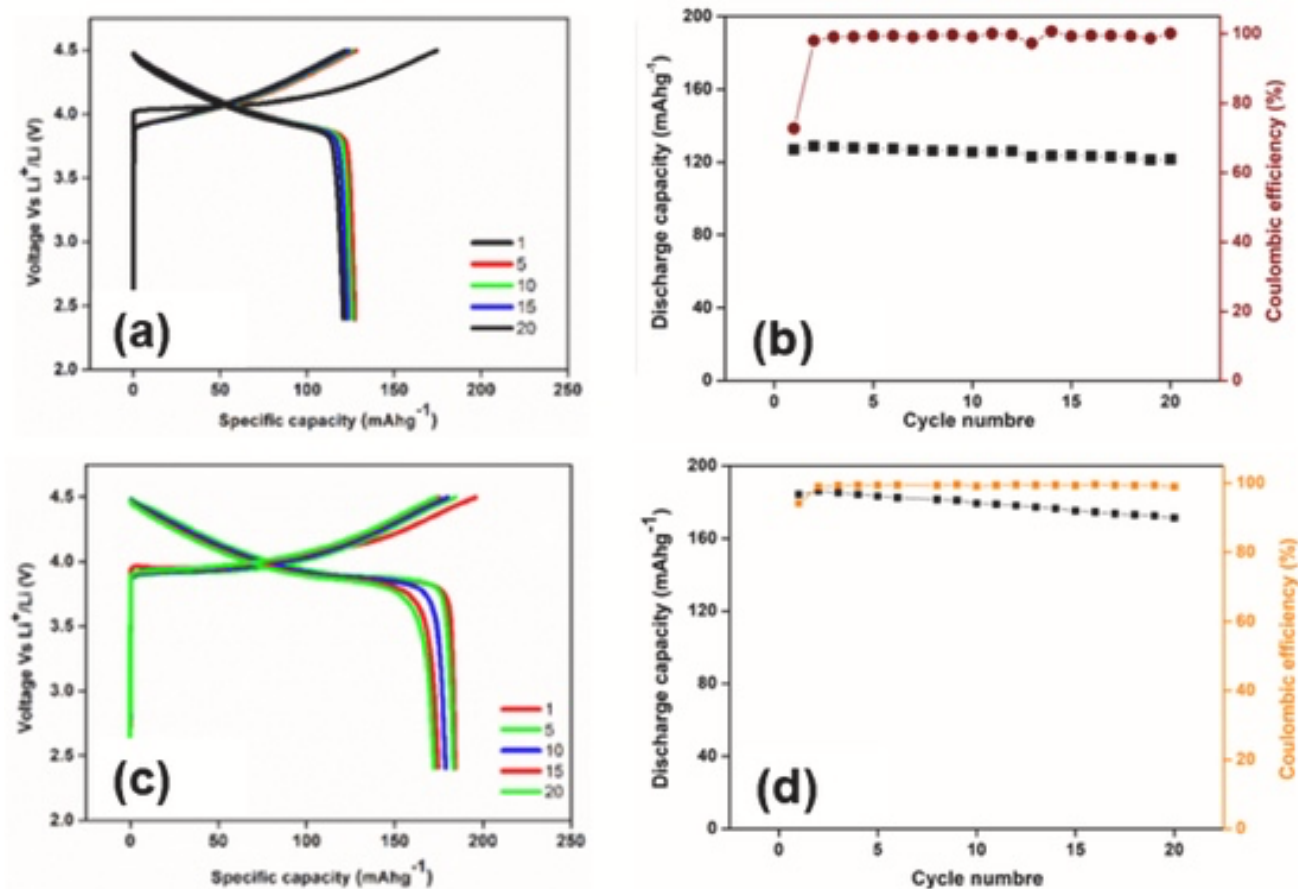 4.5
4.0
3.5
3.0
2.5
2.0
Voltage Vs Li⁺/Li (V)
1
5
10
15
20
(a)
0 50 100 150 200 250
Specific capacity (mAhg⁻¹)
200
160
120
80
40
0
Discharge capacity (mAhg⁻¹)
100
80
60
40
20
0
Coulombic efficiency (%)
(b)
0 5 10 15 20
Cycle numbre
4.5
4.0
3.5
3.0
2.5
2.0
Voltage Vs Li⁺/Li (V)
1
5
10
15
20
(c)
0 50 100 150 200 250
Specific capacity (mAhg⁻¹)
200
160
120
80
40
0
Discharge capacity (mAhg⁻¹)
100
80
60
40
20
0
Coulombic efficiency (%)
(d)
0 5 10 15 20
Cycle numbre